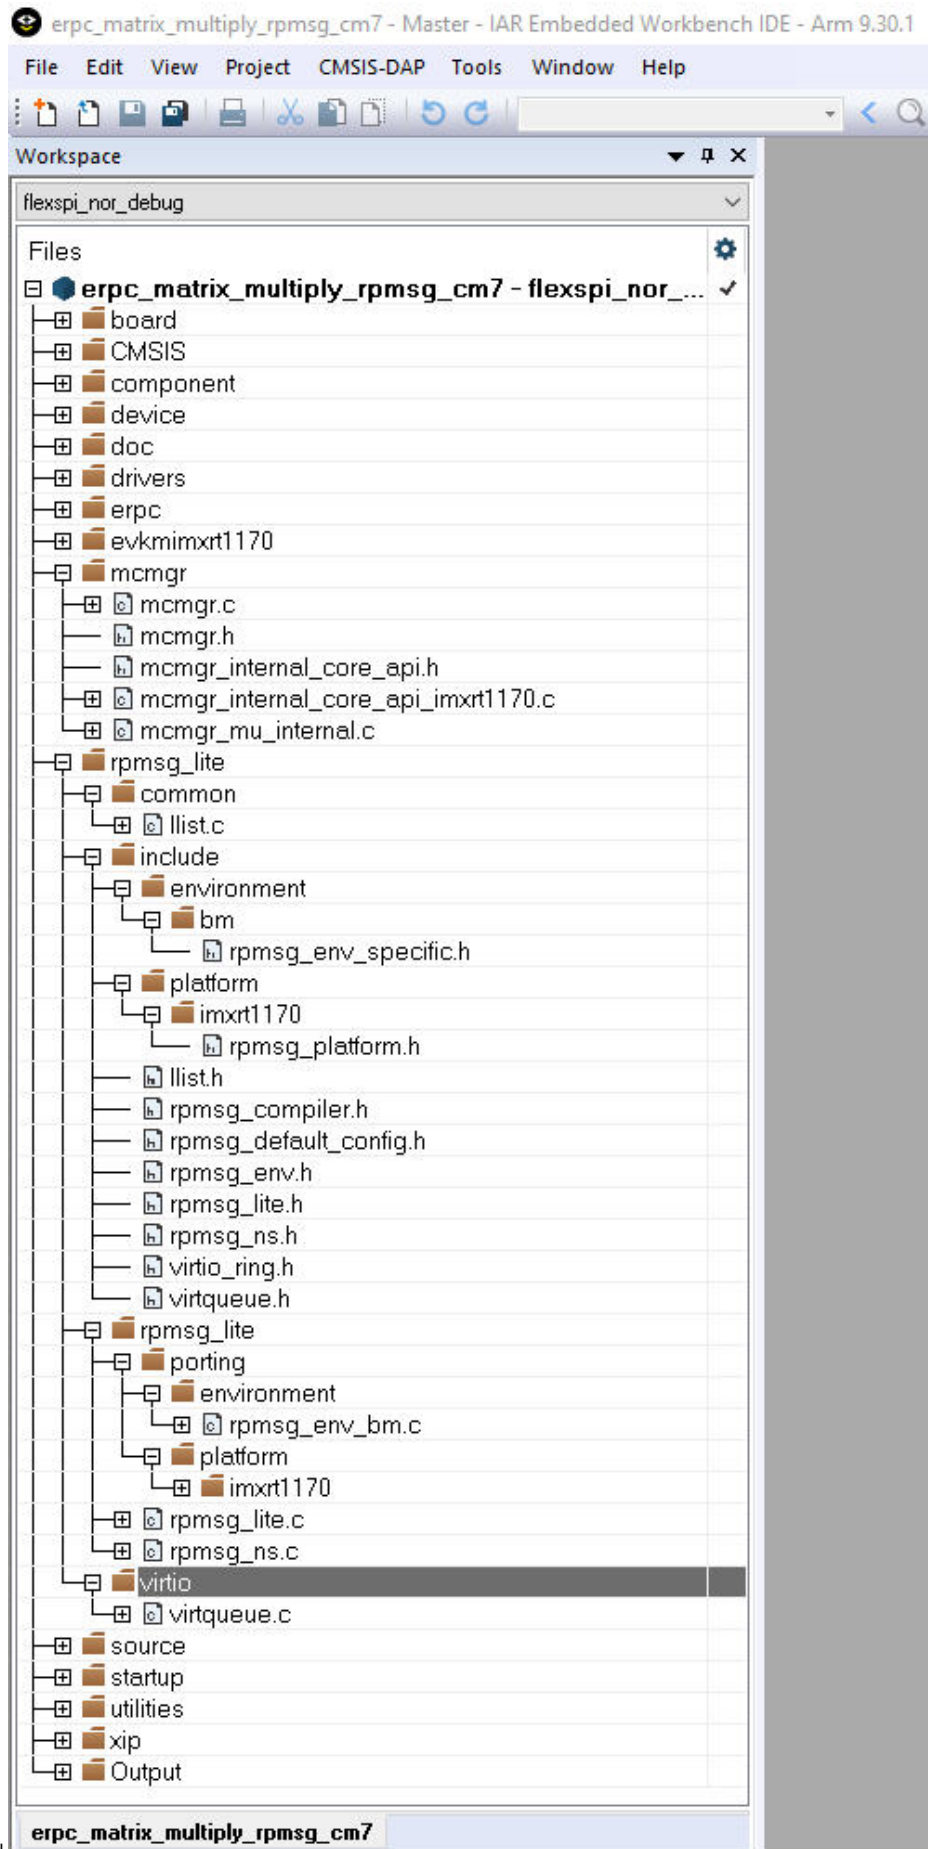 erpc_matrix_multiply_rpmsg_cm7 - Master - IAR Embedded Workbench IDE - Arm 9.30.1
File Edit View Project CMSIS-DAP Tools Window Help
Workspace
flexspi_nor_debug
Files
erpc_matrix_multiply_rpmsg_cm7 - flexspi_nor_...
board
CMSIS
component
device
doc
drivers
erpc
evkmimxrt1170
mcmgr
mcmgr.c
mcmgr.h
mcmgr_internal_core_api.h
mcmgr_internal_core_api_imxrt1170.c
mcmgr_mu_internal.c
rpmsg_lite
common
llist.c
include
environment
bm
rpmsg_env_specific.h
platform
imxrt1170
rpmsg_platform.h
llist.h
rpmsg_compiler.h
rpmsg_default_config.h
rpmsg_env.h
rpmsg_lite.h
rpmsg_ns.h
virtio_ring.h
virtqueue.h
rpmsg_lite
porting
environment
rpmsg_env_bm.c
platform
imxrt1170
rpmsg_lite.c
rpmsg_ns.c
virtio
virtqueue.c
source
startup
utilities
xip
Output
erpc_matrix_multiply_rpmsg_cm7